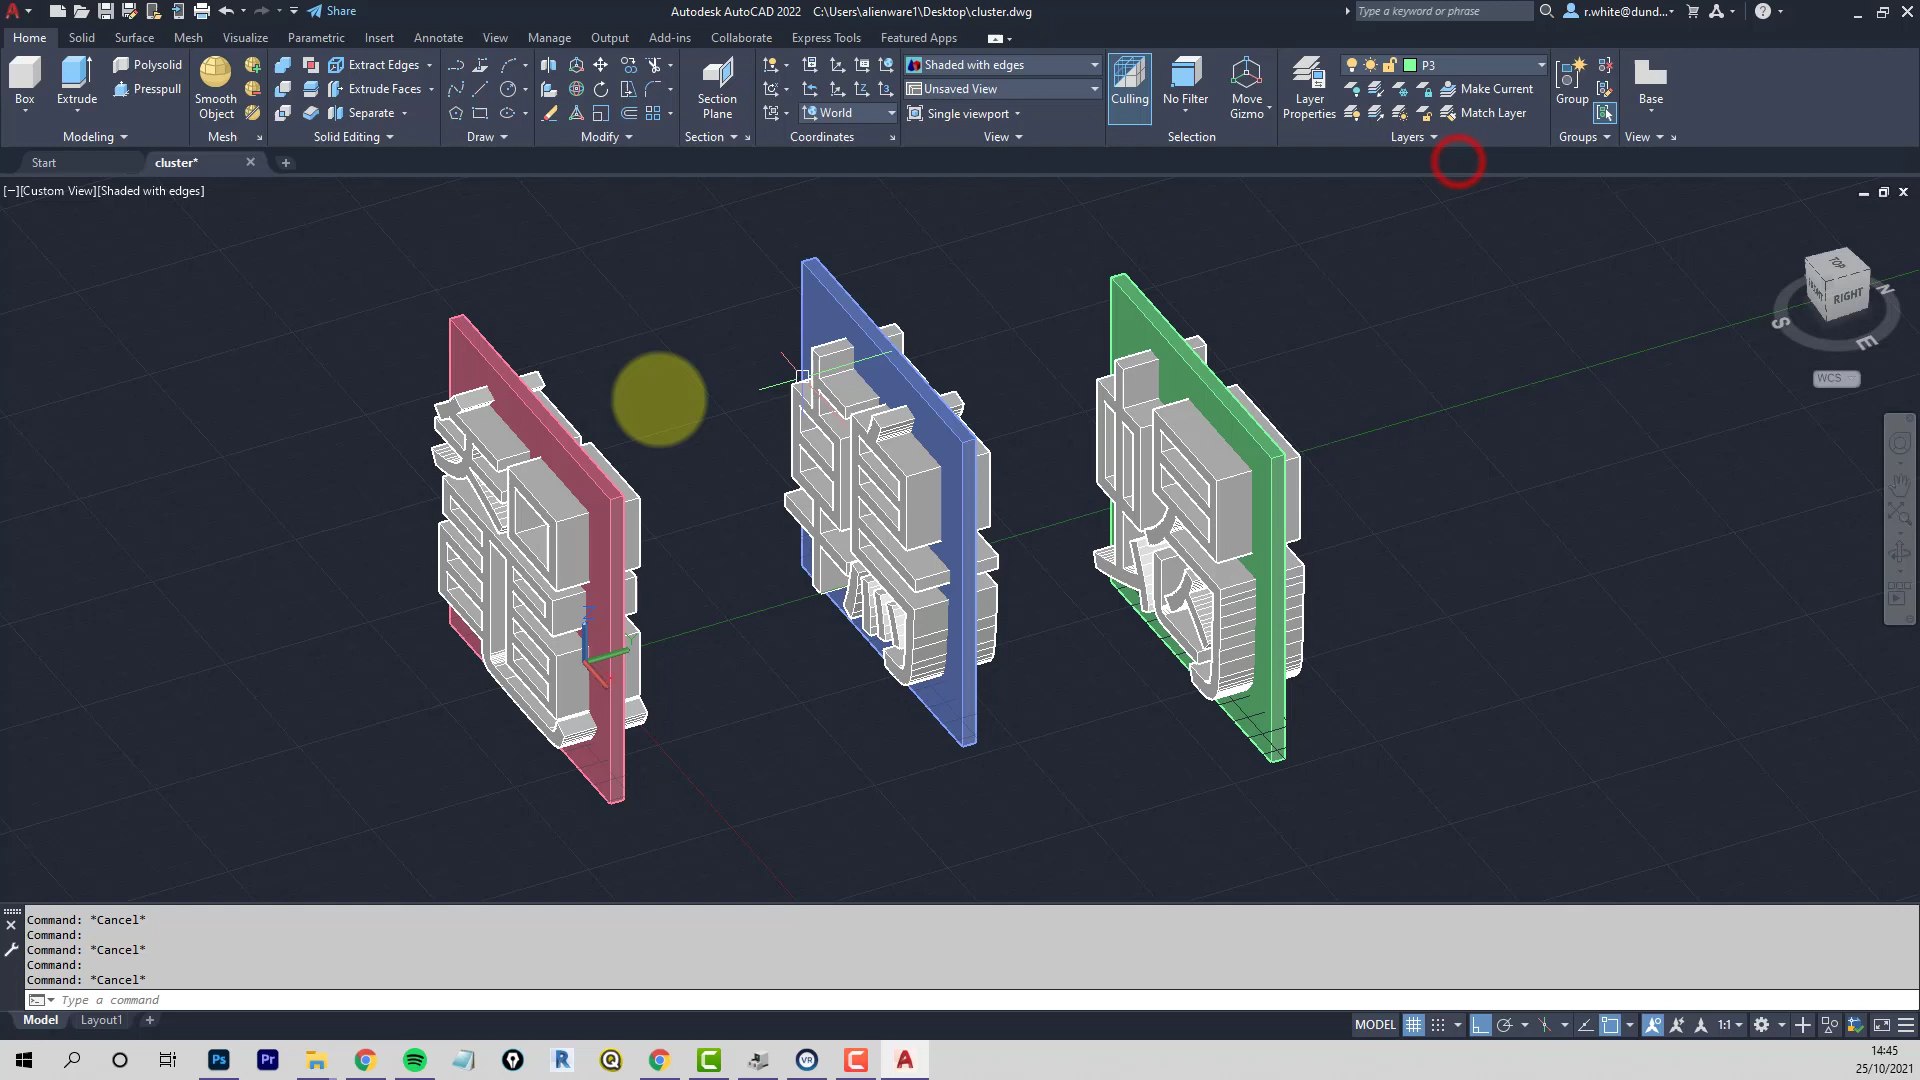 Share
Autodesk AutoCAD 2022 C:\Users\alienware1\Desktop\cluster.dwg
Type a keyword or phrase
r.white@dund...
Home Solid Surface Mesh Visualize Parametric Insert Annotate View Manage Output Add-ins Collaborate Express Tools Featured Apps
Box
Extrude
Polysolid
Presspull
Modeling
Smooth
Object
Mesh
Extract Edges
Extrude Faces
Separate
Solid Editing
Draw
Modify
Section
Plane
Section
World
Coordinates
Shaded with edges
Unsaved View
Single viewport
View
Culling
No Filter
Move
Gizmo
Selection
Layer
Properties
P3
Make Current
Match Layer
Layers
Group
Groups
Base
View
Start
cluster*
[−][Custom View][Shaded with edges]
TOP
RIGHT
N
S
E
WCS
Z
Command: *Cancel*
Command:
Command: *Cancel*
Command:
Command: *Cancel*
Type a command
Model Layout1
MODEL
1:1
Ps
Pr
R
VR
14:45
25/10/2021